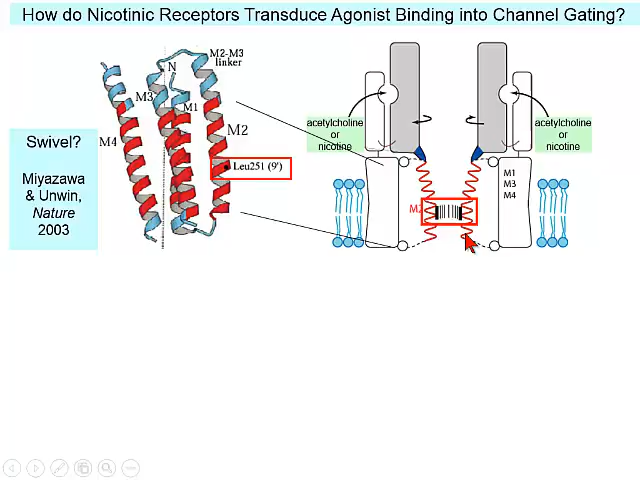 How do Nicotinic Receptors Transduce Agonist Binding into Channel Gating?
M2-M3
linker
N
M3
M1
M4
M2
Leu251 (9')
Swivel?
Miyazawa
& Unwin,
Nature
2003
acetylcholine
or
nicotine
acetylcholine
or
nicotine
M1
M3
M4
M2